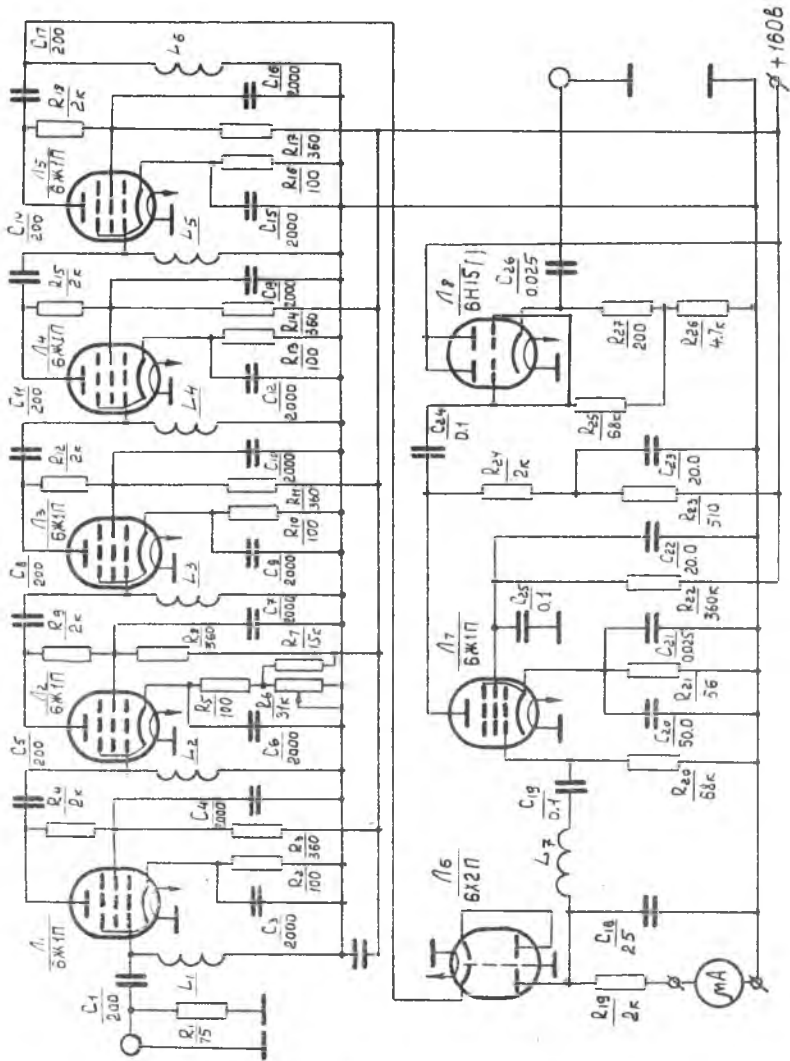 C1
200
R1
75
L1
Л1
6Ж1П
C3
2000
R2
100
R3
360
C4
2000
R4
2к
C5
200
L2
Л2
6Ж1П
C6
2000
R5
100
R6
R7
15к
R8
360
C7
2000
R9
2к
C8
200
L3
Л3
6Ж1П
C9
2000
R10
100
R11
360
C10
2000
R12
2к
C11
200
L4
Л4
6Ж1П
C12
2000
R13
100
R14
360
C13
2000
R15
2к
C14
200
L5
Л5
6Ж1П
C15
2000
R16
100
R17
360
C16
2000
R18
2к
C17
200
L6
Л6
6Х2П
R19
2к
мА
C18
25
L7
C19
0.1
R20
68к
Л7
6Ж1П
C20
50.0
R21
56
C21
0.025
C25
0.1
R22
360к
C22
20.0
R23
510
C23
20.0
R24
2к
C24
0.1
R25
68к
Л8
R27
200
R26
4.7к
C26
0.025
+160В